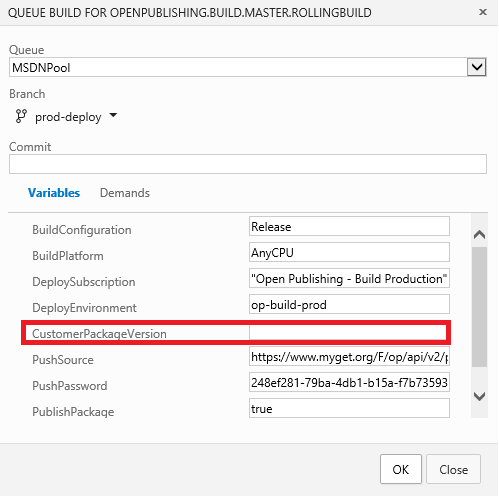 QUEUE BUILD FOR OPENPUBLISHING.BUILD.MASTER.ROLLINGBUILD
Queue
MSDNPool
Branch
prod-deploy
Commit
Variables Demands
BuildConfiguration Release
BuildPlatform AnyCPU
DeploySubscription "Open Publishing - Build Production"
DeployEnvironment op-build-prod
CustomerPackageVersion
PushSource https://www.myget.org/F/op/api/v2/p
PushPassword 248ef281-79ba-4db1-b15a-f7b73593
PublishPackage true
OK Close